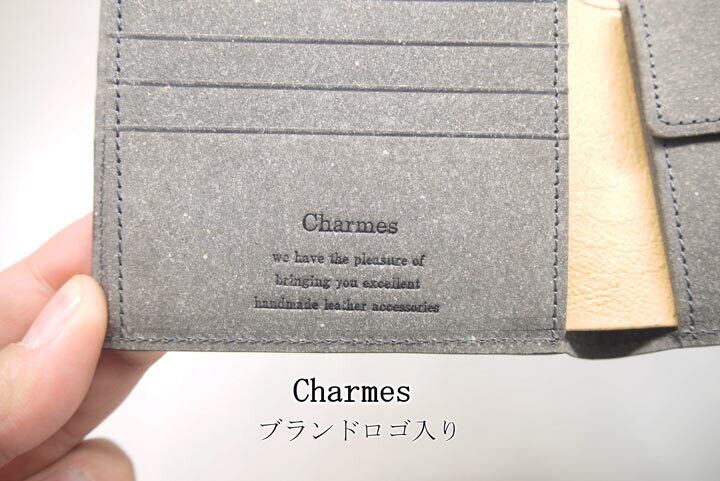 Charmes
we have the pleasure of
bringing you excellent
handmade leather accessories
Charmes
ブランドロゴ入り